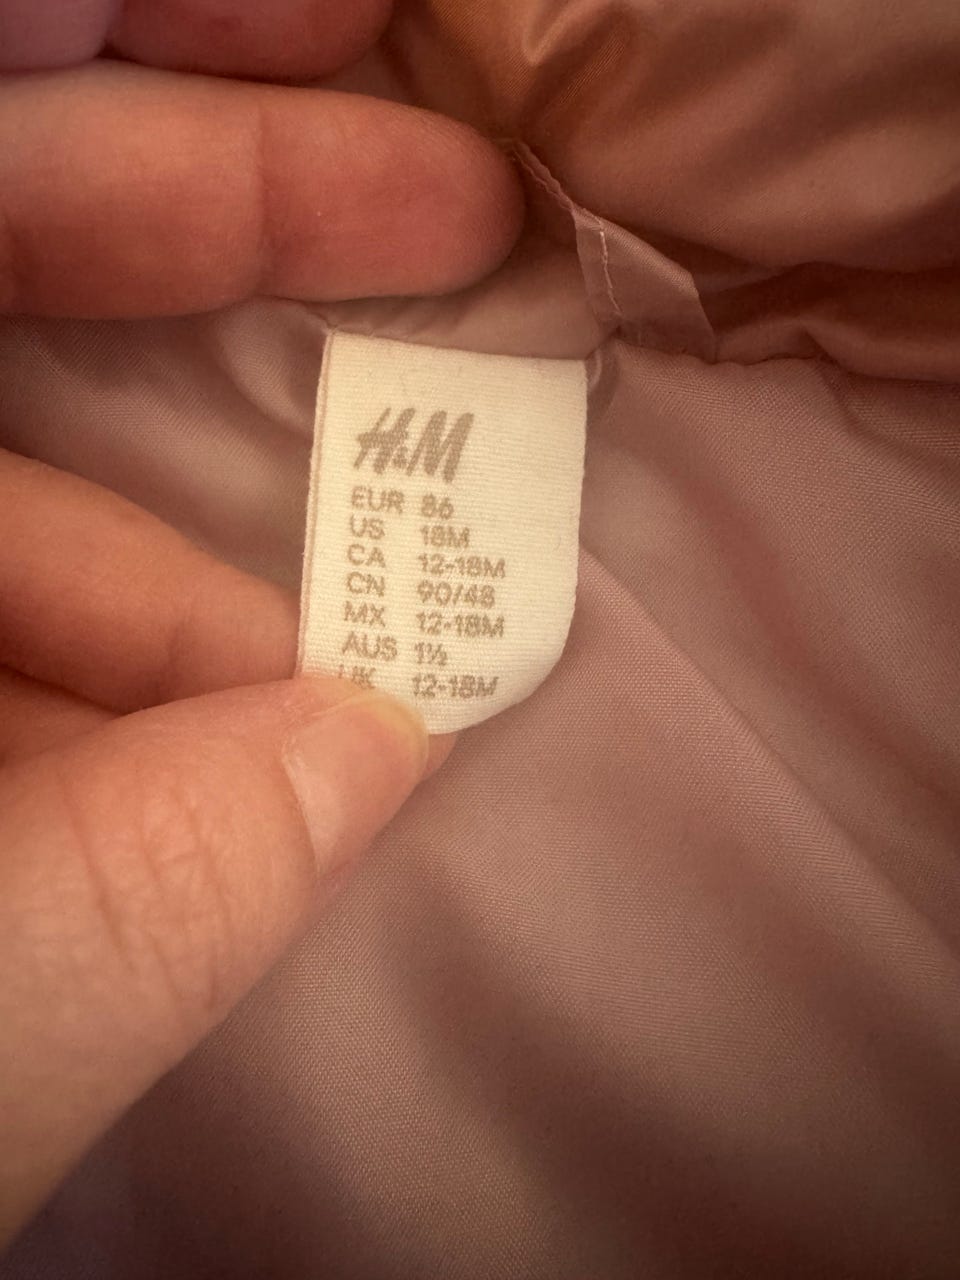 H&M
EUR 86
US 18M
CA 12-18M
CN 90/48
MX 12-18M
AUS 1½
UK 12-18M